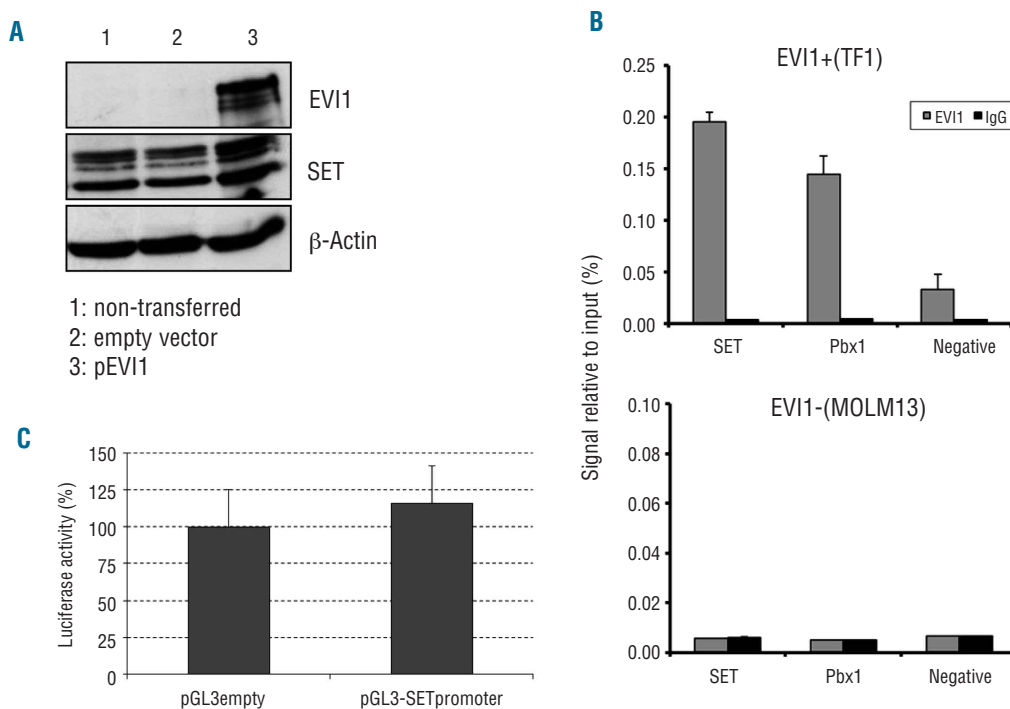 A
1 2 3
EVI1
SET
β-Actin
1: non-transferred
2: empty vector
3: pEVI1
B
EVI1+(TF1)
EVI1 IgG
Signal relative to input (%)
0.25
0.20
0.15
0.10
0.05
0.00
SET Pbx1 Negative
EVI1-(MOLM13)
0.10
0.08
0.06
0.04
0.02
0.00
SET Pbx1 Negative
C
Luciferase activity (%)
150
125
100
75
50
25
0
pGL3empty pGL3-SETpromoter